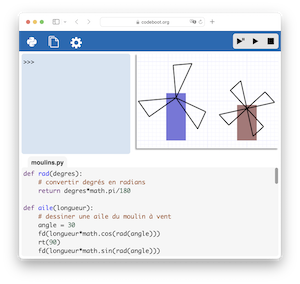 codeboot.org
>>>
moulins.py
def rad(degres):
# convertir degrés en radians
return degres*math.pi/180
def aile(longueur):
# dessiner une aile du moulin à vent
angle = 30
fd(longueur*math.cos(rad(angle)))
rt(90)
fd(longueur*math.sin(rad(angle)))